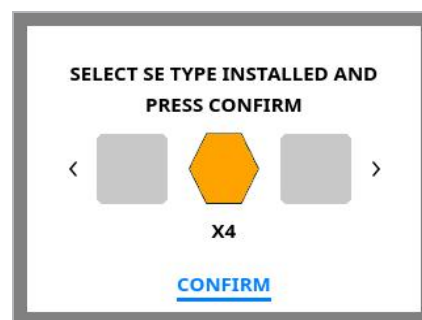 SELECT SE TYPE INSTALLED AND
PRESS CONFIRM
‹ ›
X4
CONFIRM